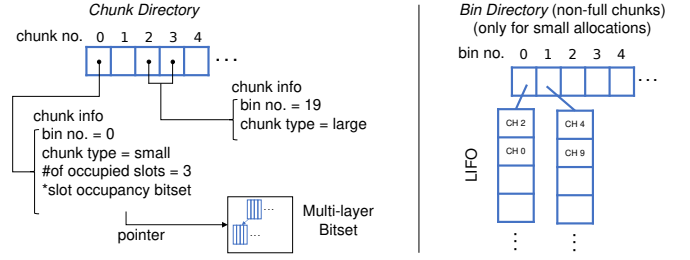 Chunk Directory
chunk no. 0 1 2 3 4
...
chunk info
bin no. = 19
chunk type = large
chunk info
bin no. = 0
chunk type = small
#of occupied slots = 3
*slot occupancy bitset
pointer
...
...
Multi-layer
Bitset
Bin Directory (non-full chunks)
(only for small allocations)
bin no. 0 1 2 3 4
...
LIFO
CH 2
CH 0
CH 4
CH 9
...
...